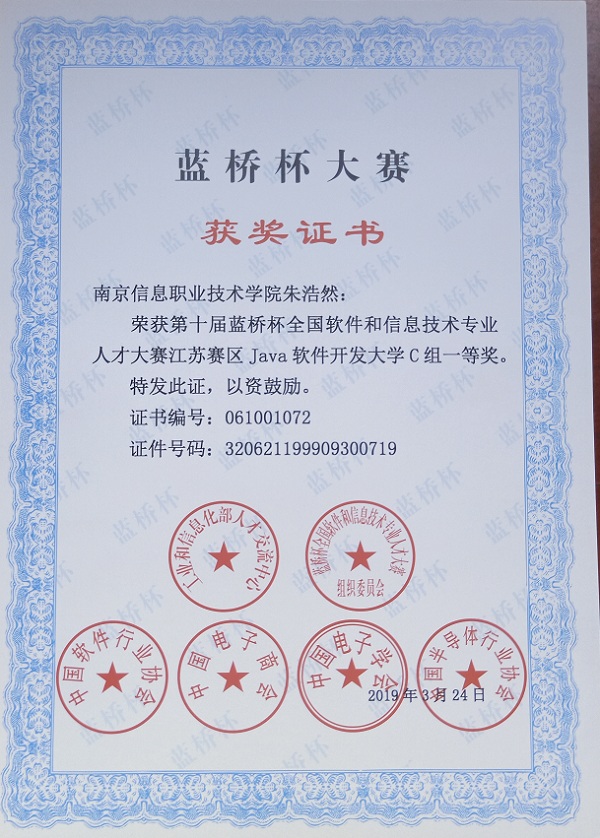 蓝桥杯大赛
获奖证书
南京信息职业技术学院朱浩然：
荣获第十届蓝桥杯全国软件和信息技术专业
人才大赛江苏赛区 Java 软件开发大学 C 组一等奖。
特发此证，以资鼓励。
证书编号：061001072
证件号码：320621199909300719
工业和信息化部人才交流中心
蓝桥杯全国软件和信息技术专业人才大赛
组织委员会
中国软件行业协会
中国电子商会
中国电子学会
中国半导体行业协会
2019 年 3 月 24 日